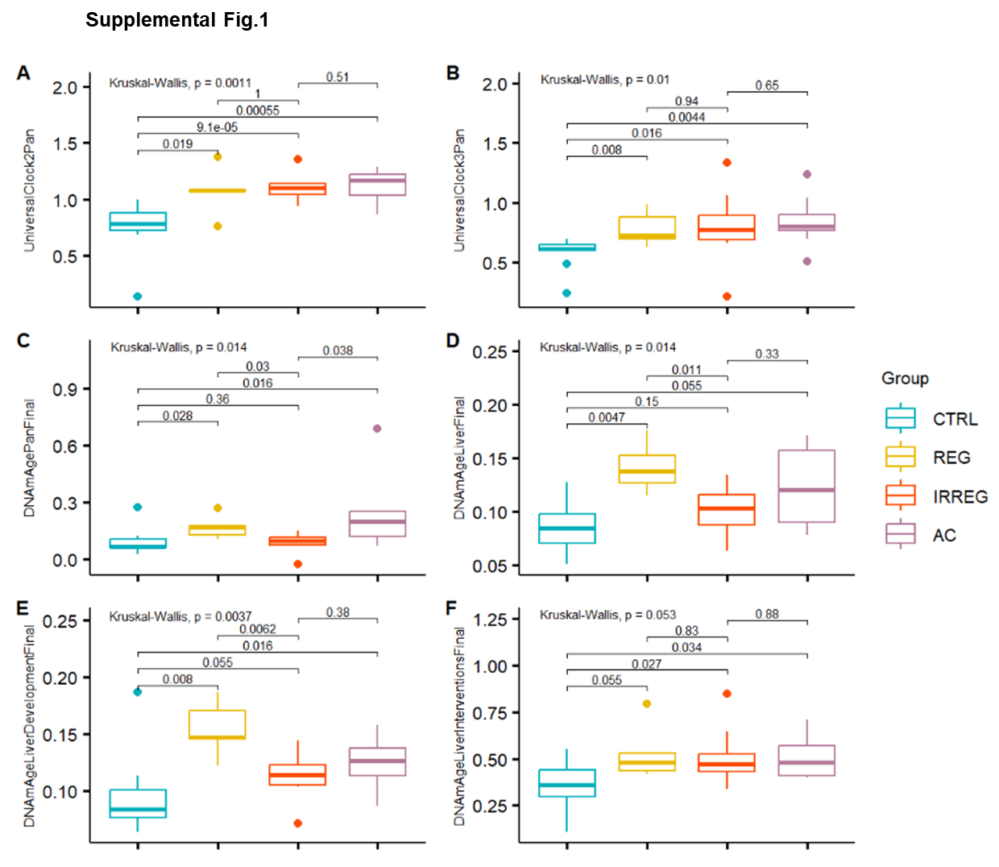 Supplemental Fig.1
A
Kruskal-Wallis, p = 0.0011
0.51
1
0.00055
9.1e-05
0.019
2.0
1.5
1.0
0.5
UniversalClock2Pan
B
Kruskal-Wallis, p = 0.01
0.65
0.94
0.0044
0.016
0.008
2.0
1.5
1.0
0.5
UniversalClock3Pan
C
Kruskal-Wallis, p = 0.014
0.038
0.03
0.016
0.36
0.028
0.9
0.6
0.3
0.0
DNAmAgePanFinal
D
Kruskal-Wallis, p = 0.014
0.33
0.011
0.055
0.15
0.0047
0.25
0.20
0.15
0.10
0.05
DNAmAgeLiverFinal
Group
CTRL
REG
IRREG
AC
E
Kruskal-Wallis, p = 0.0037
0.38
0.0062
0.016
0.055
0.008
0.25
0.20
0.15
0.10
DNAmAgeLiverDevelopmentFinal
F
Kruskal-Wallis, p = 0.053
0.88
0.83
0.034
0.027
0.055
1.25
1.00
0.75
0.50
0.25
DNAmAgeLiverInterventionsFinal